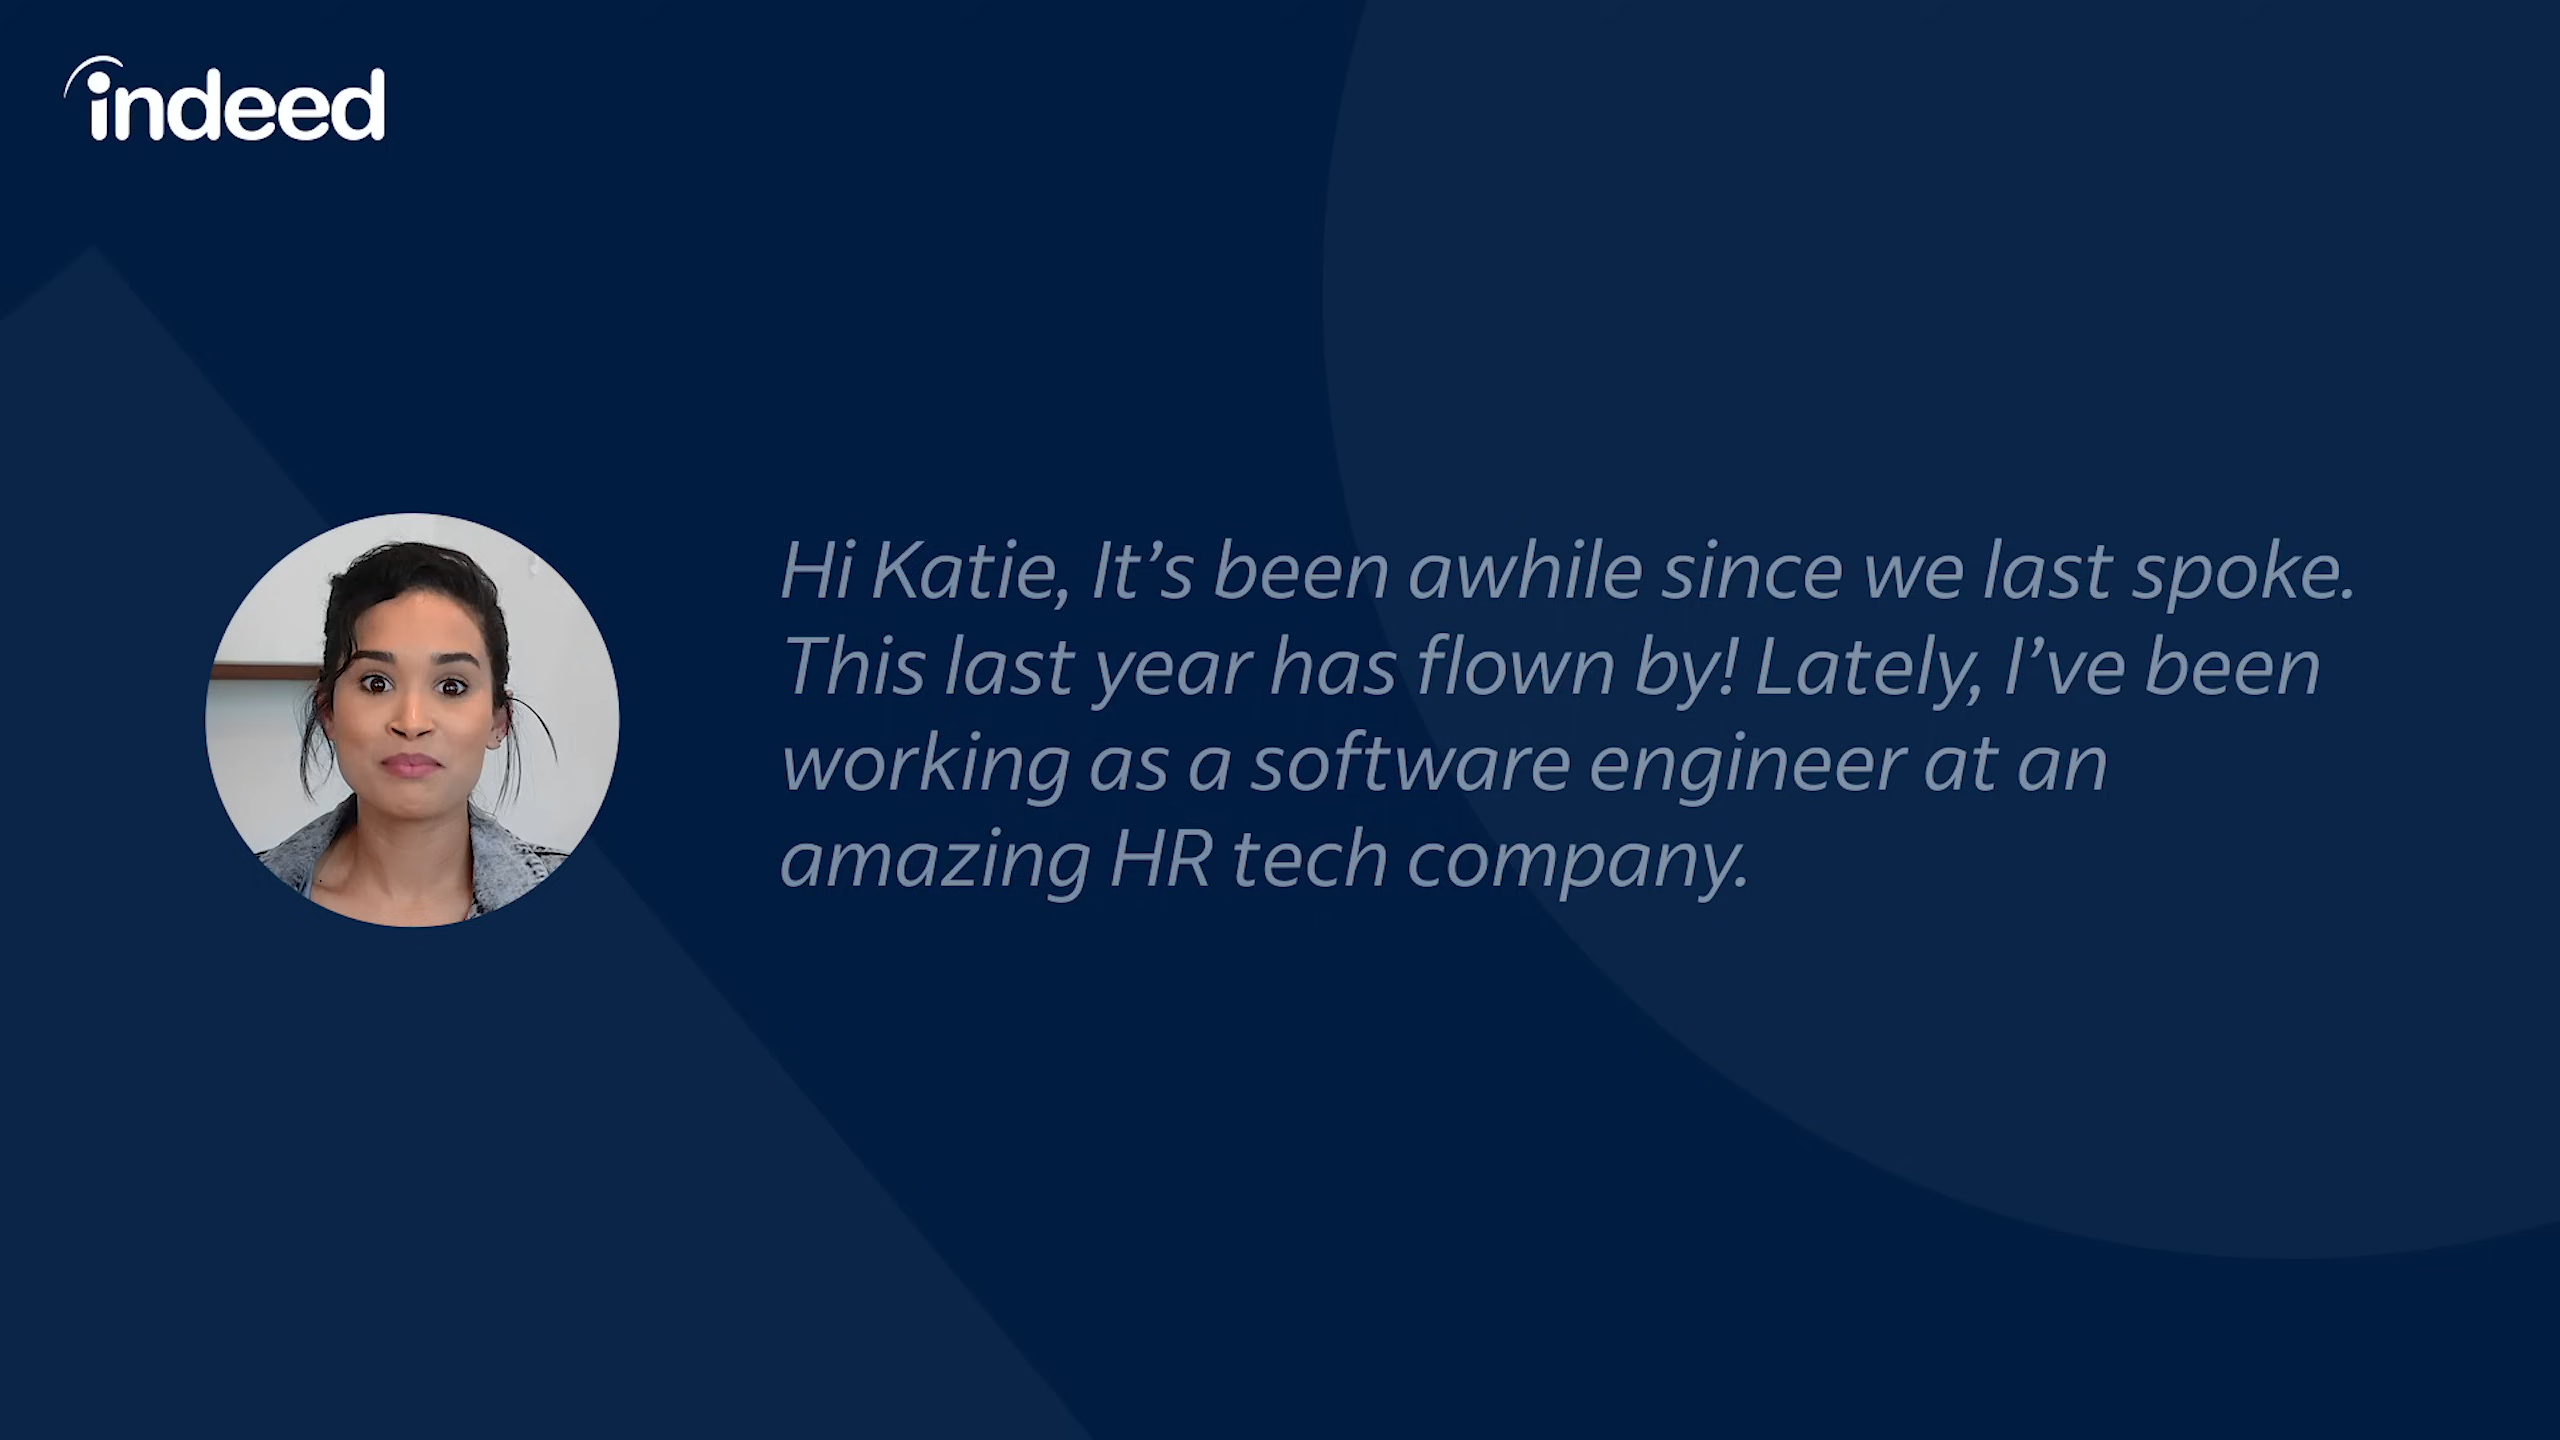 indeed
Hi Katie, It’s been awhile since we last spoke.
This last year has flown by! Lately, I’ve been
working as a software engineer at an
amazing HR tech company.